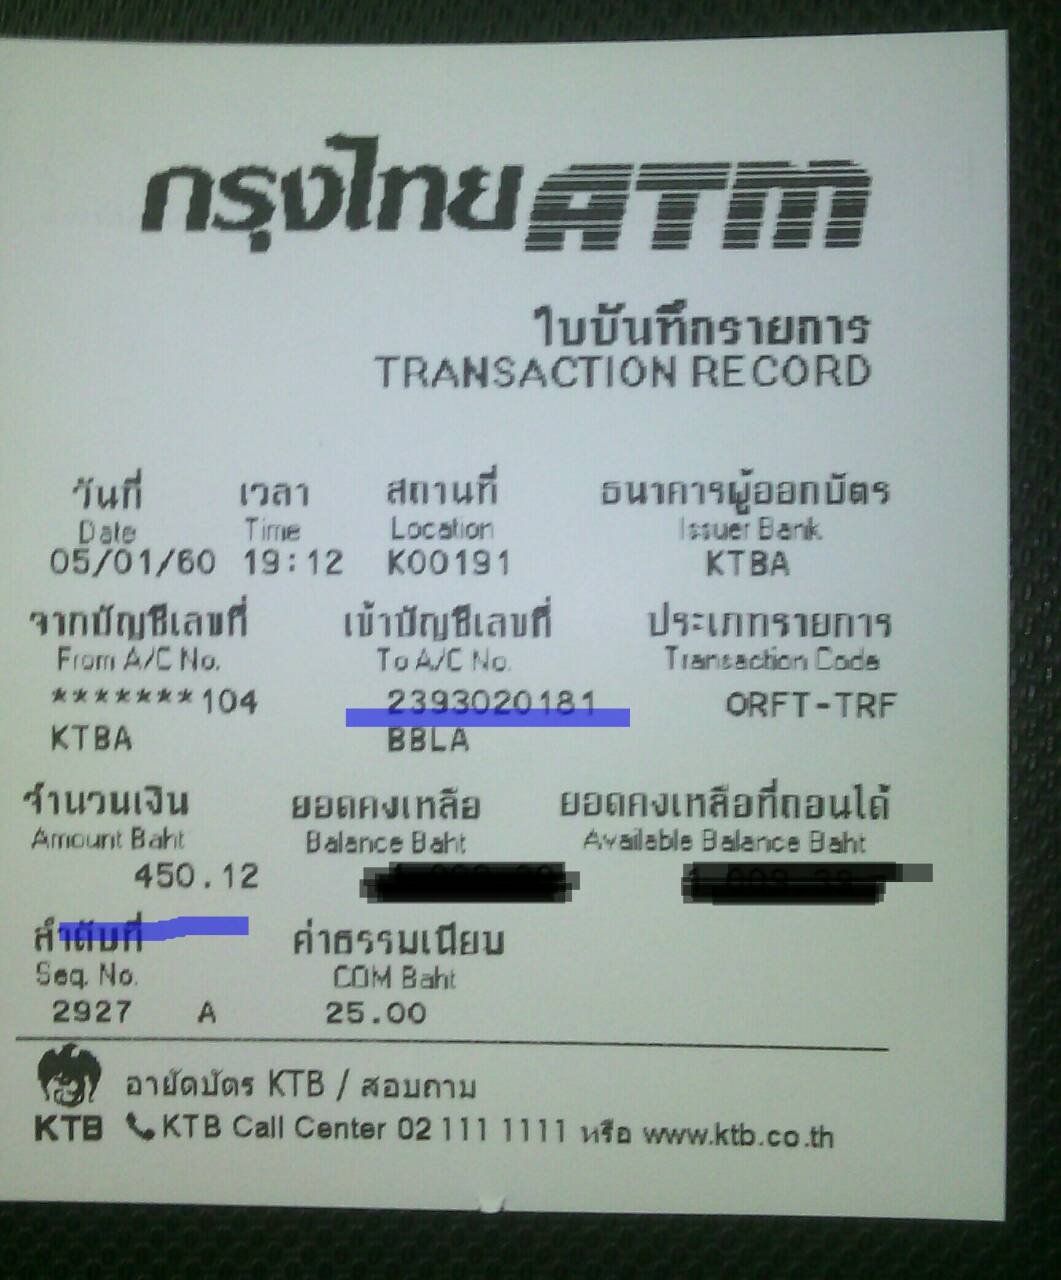 กรุงไทย ATM
ใบบันทึกรายการ
TRANSACTION RECORD
วันที่ เวลา สถานที่ ธนาคารผู้ออกบัตร
Date Time Location Issuer Bank
05/01/60 19:12 K00191 KTBA
จากบัญชีเลขที่ เข้าบัญชีเลขที่ ประเภทรายการ
From A/C No. To A/C No. Transaction Code
*******104 2393020181 ORFT-TRF
KTBA BBLA
จำนวนเงิน ยอดคงเหลือ ยอดคงเหลือที่ถอนได้
Amount Baht Balance Baht Available Balance Baht
450.12
ลำดับที่ ค่าธรรมเนียม
Seq. No. COM Baht
2927 A 25.00
อายัดบัตร KTB / สอบถาม
KTB KTB Call Center 02 111 1111 หรือ www.ktb.co.th